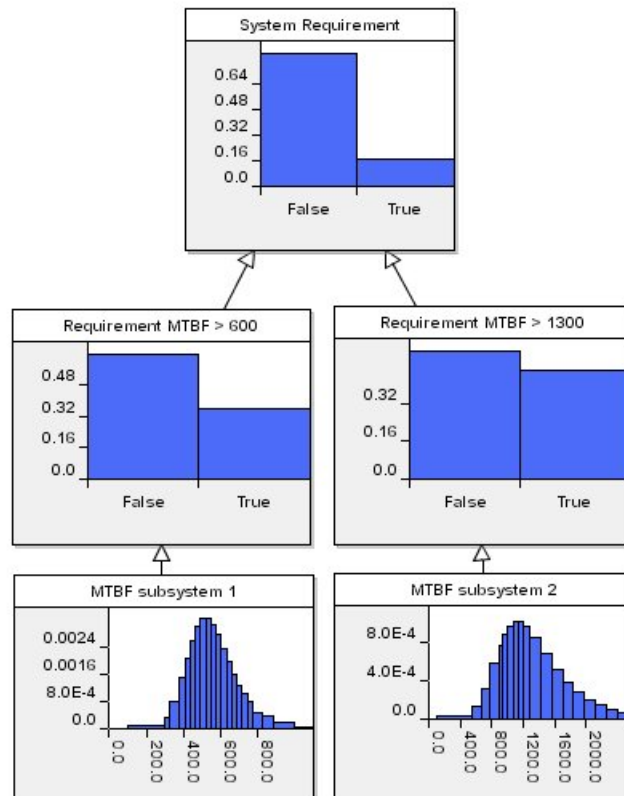 System Requirement
0.64
0.48
0.32
0.16
0.0
False True
Requirement MTBF > 600
0.48
0.32
0.16
0.0
False True
Requirement MTBF > 1300
0.32
0.16
0.0
False True
MTBF subsystem 1
0.0024
0.0016
8.0E-4
0.0
0.0 200.0 400.0 600.0 800.0
MTBF subsystem 2
8.0E-4
4.0E-4
0.0
0.0 400.0 800.0 1200.0 1600.0 2000.0